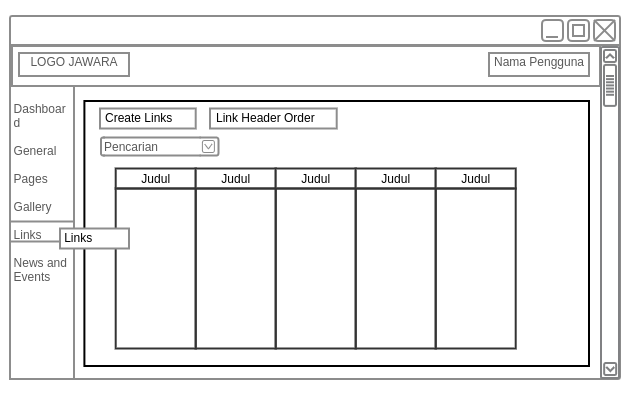 LOGO JAWARA
Nama Pengguna
Dashboar
d
General
Pages
Gallery
Links
Links
News and
Events
Create Links
Link Header Order
Pencarian
Judul Judul Judul Judul Judul